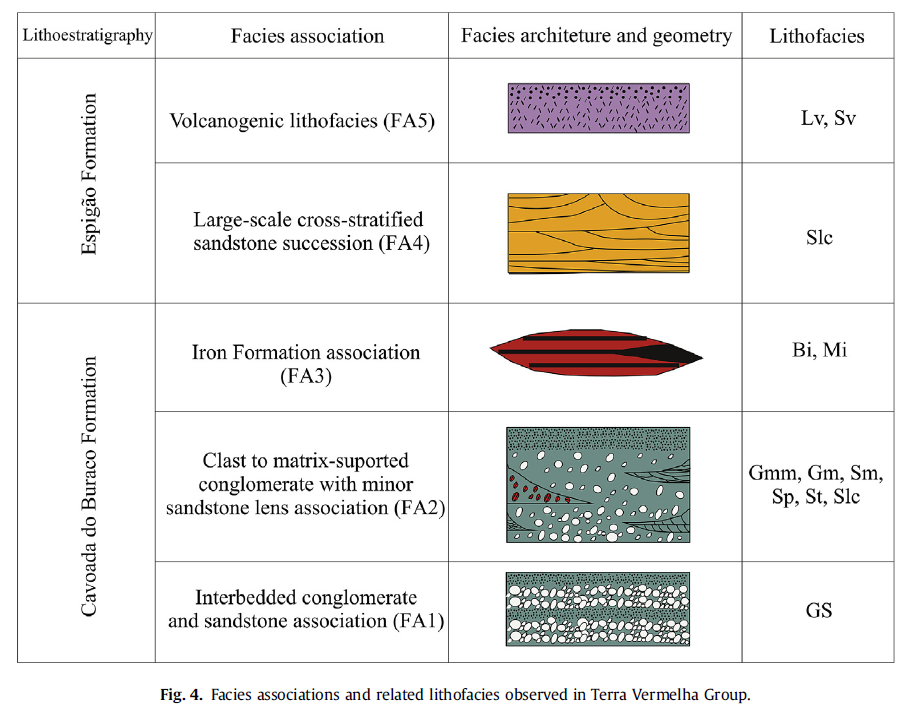 Lithoestratigraphy
Facies association
Facies architeture and geometry
Lithofacies
Espigão Formation
Volcanogenic lithofacies (FA5)
Lv, Sv
Large-scale cross-stratified
sandstone succession (FA4)
Slc
Cavoada do Buraco Formation
Iron Formation association
(FA3)
Bi, Mi
Clast to matrix-suported
conglomerate with minor
sandstone lens association (FA2)
Gmm, Gm, Sm,
Sp, St, Slc
Interbedded conglomerate
and sandstone association (FA1)
GS
Fig. 4. Facies associations and related lithofacies observed in Terra Vermelha Group.